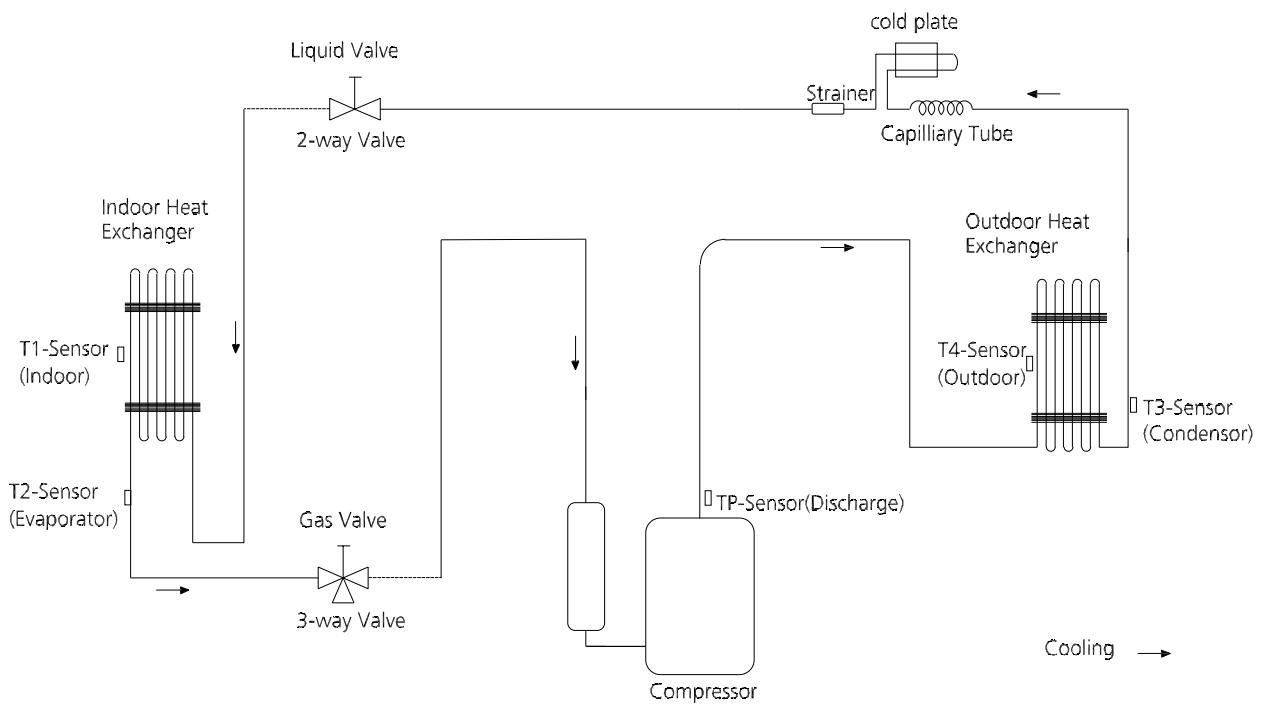 cold plate
Liquid Valve
Strainer
2-way Valve
Capilliary Tube
Indoor Heat
Exchanger
Outdoor Heat
Exchanger
T1-Sensor
(Indoor)
T4-Sensor
(Outdoor)
T3-Sensor
(Condensor)
T2-Sensor
(Evaporator)
TP-Sensor(Discharge)
Gas Valve
3-way Valve
Cooling
Compressor